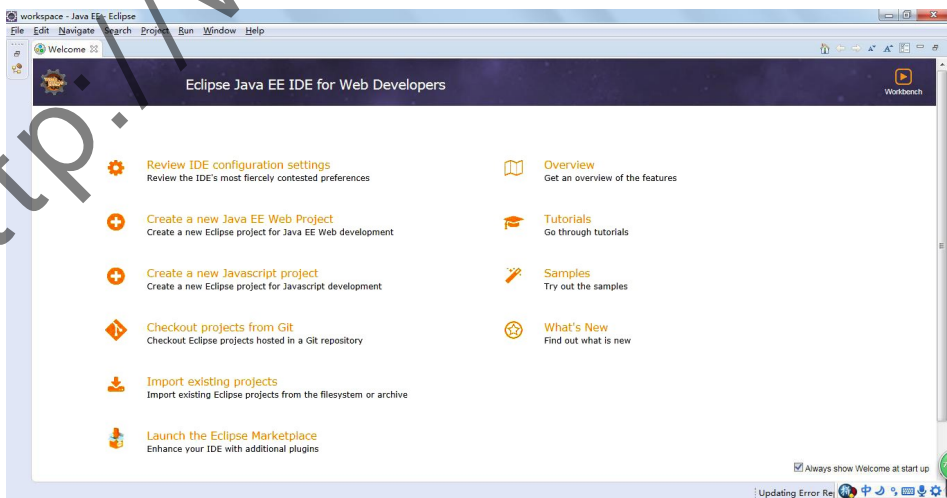 workspace - Java EE - Eclipse
File Edit Navigate Search Project Run Window Help
Welcome
Eclipse Java EE IDE for Web Developers
Workbench
Review IDE configuration settings
Review the IDE's most fiercely contested preferences
Overview
Get an overview of the features
Create a new Java EE Web Project
Create a new Eclipse project for Java EE Web development
Tutorials
Go through tutorials
Create a new Javascript project
Create a new Eclipse project for Javascript development
Samples
Try out the samples
Checkout projects from Git
Checkout Eclipse projects hosted in a Git repository
What's New
Find out what is new
Import existing projects
Import existing Eclipse projects from the filesystem or archive
Launch the Eclipse Marketplace
Enhance your IDE with additional plugins
Always show Welcome at start up
Updating Error Re
中